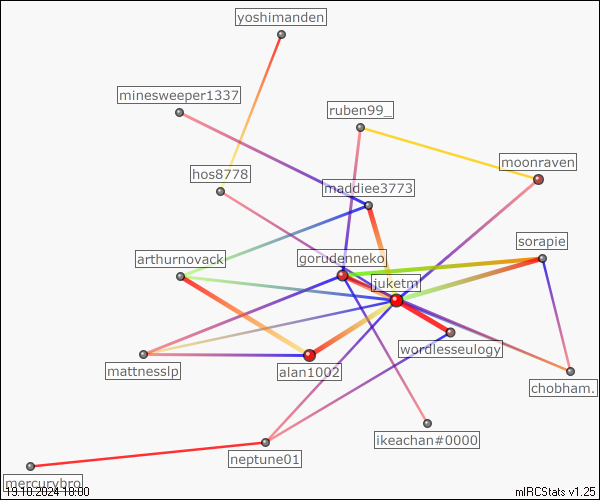 yoshimanden
minesweeper1337
ruben99_
moonraven
hos8778
maddiee3773
sorapie
arthurnovack
gorudenneko
juketm
wordlesseulogy
mattnesslp
alan1002
chobham.
ikeachan#0000
neptune01
mercurybro
19.10.2024 18:00
mIRCStats v1.25